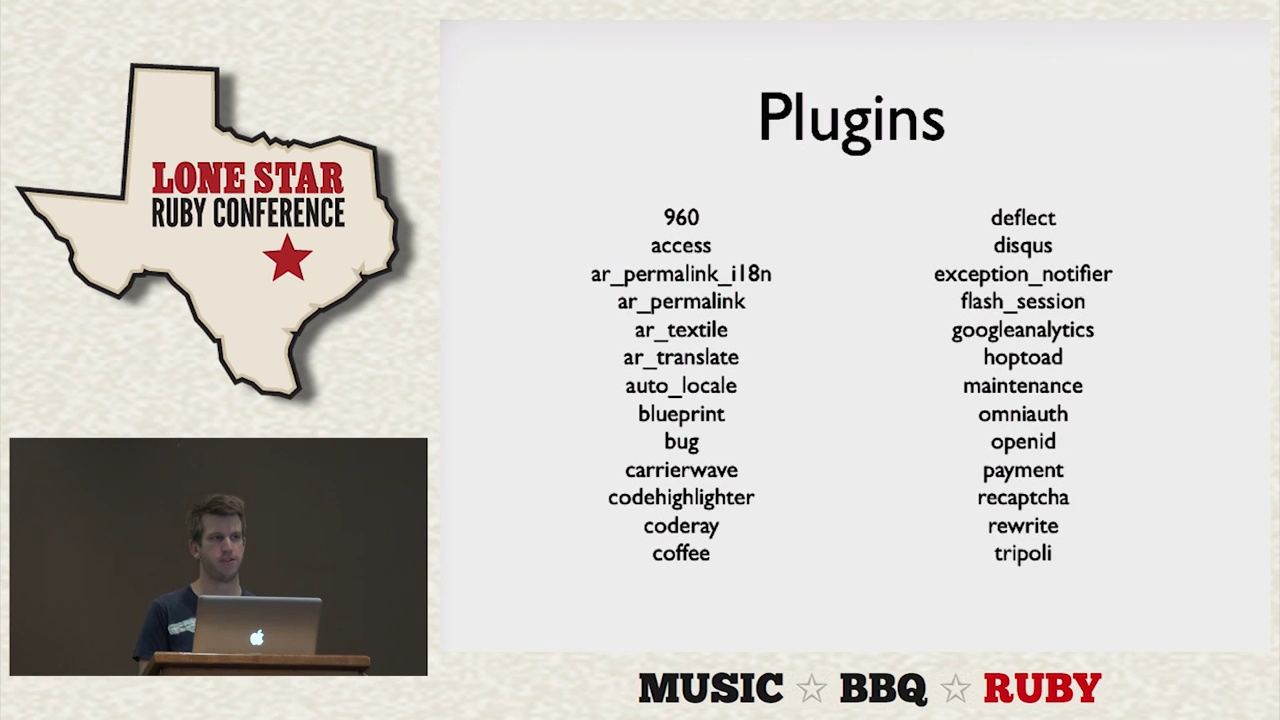 LONE STAR
RUBY CONFERENCE
Plugins
960
access
ar_permalink_i18n
ar_permalink
ar_textile
ar_translate
auto_locale
blueprint
bug
carrierwave
codehighlighter
coderay
coffee
deflect
disqus
exception_notifier
flash_session
googleanalytics
hoptoad
maintenance
omniauth
openid
payment
recaptcha
rewrite
tripoli
MUSIC ☆ BBQ ☆ RUBY